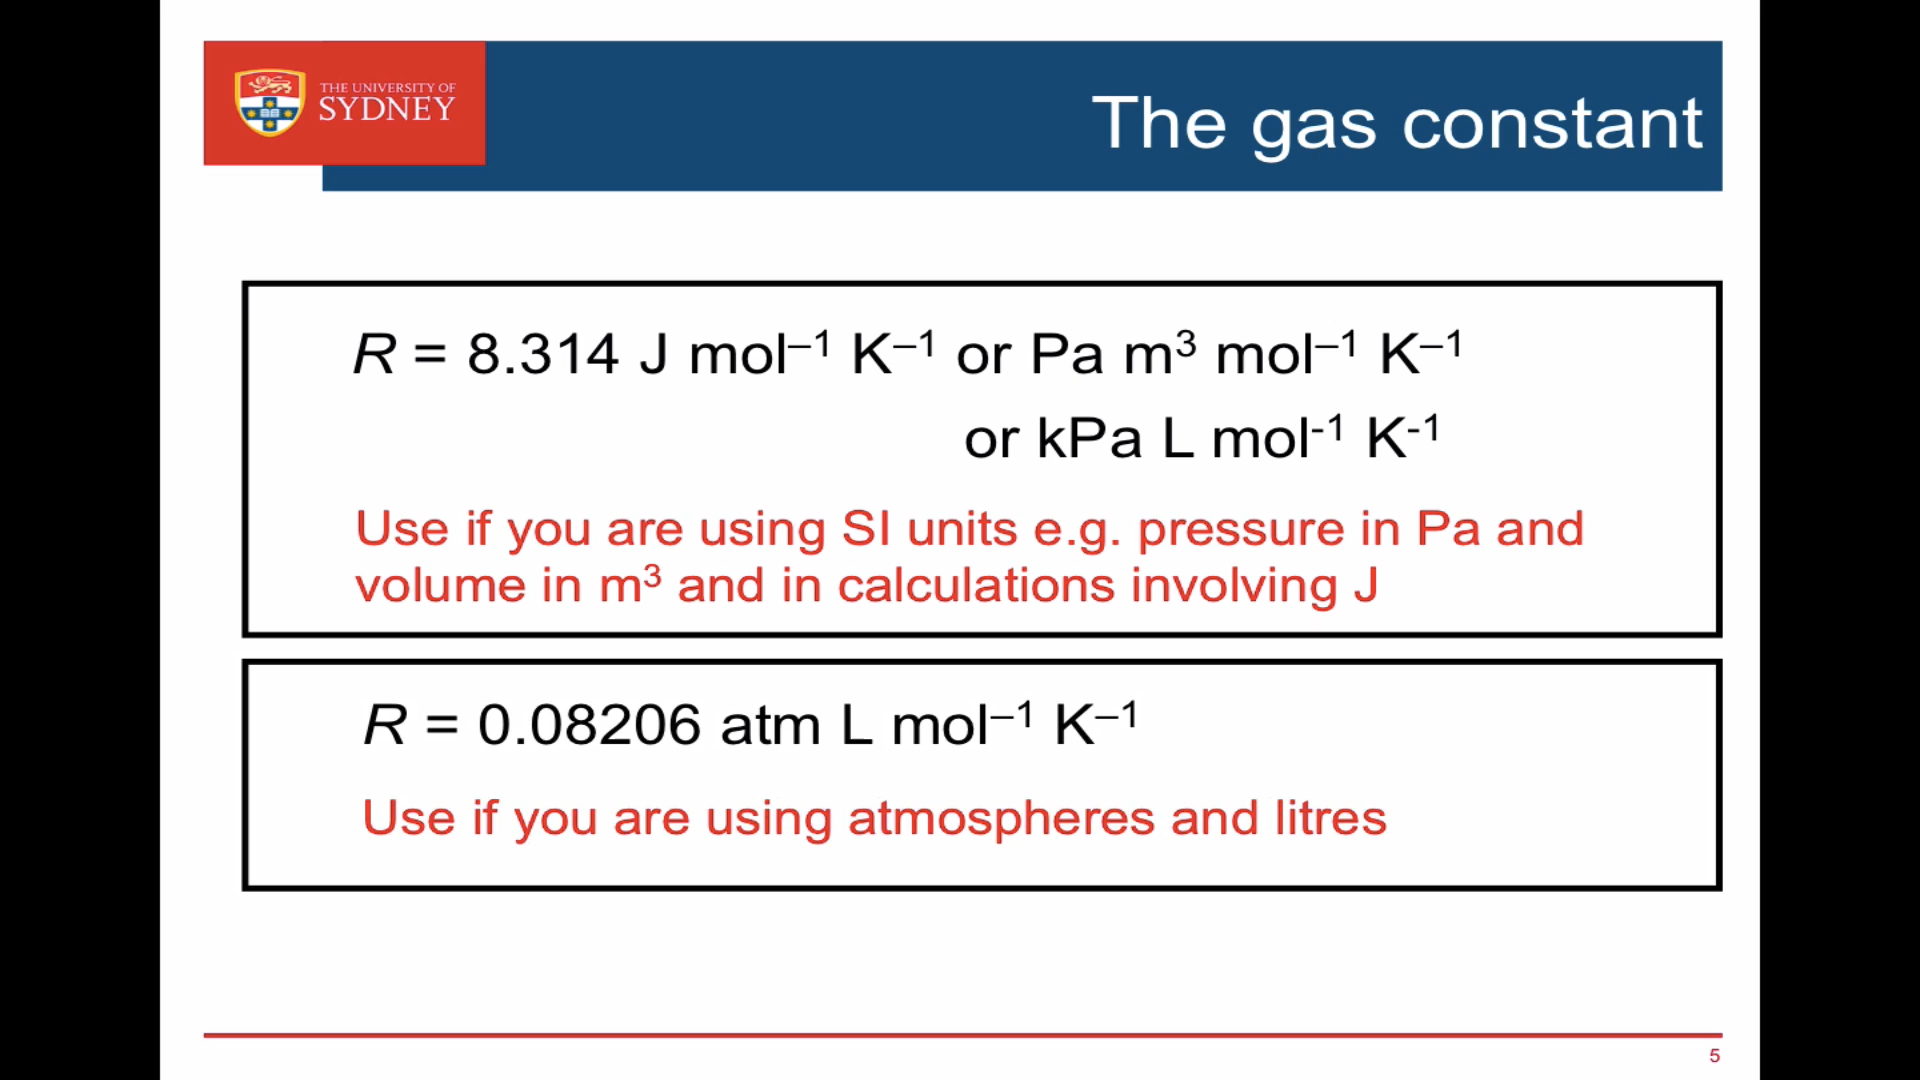 THE UNIVERSITY OF
SYDNEY
The gas constant
R = 8.314 J mol–1 K–1 or Pa m3 mol–1 K–1
or kPa L mol-1 K-1
Use if you are using SI units e.g. pressure in Pa and
volume in m3 and in calculations involving J
R = 0.08206 atm L mol–1 K–1
Use if you are using atmospheres and litres
5